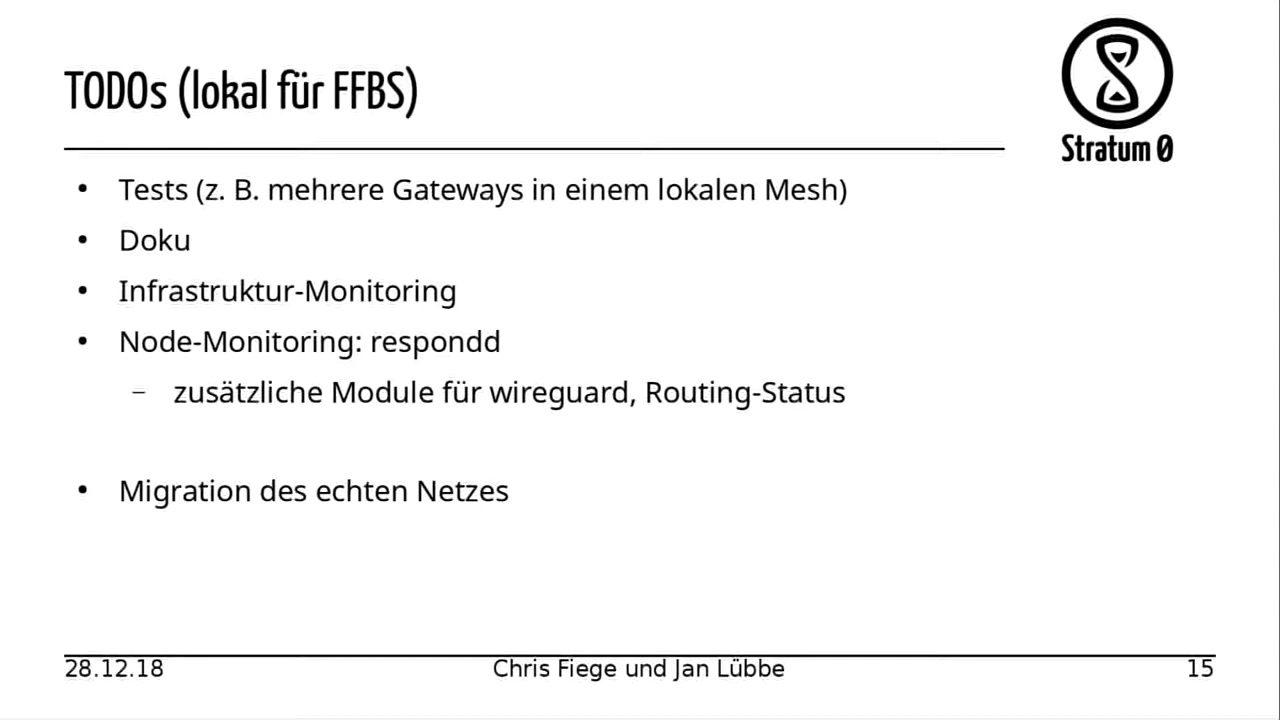 TODOs (lokal für FFBS)
Stratum 0
• Tests (z. B. mehrere Gateways in einem lokalen Mesh)
• Doku
• Infrastruktur-Monitoring
• Node-Monitoring: respondd
– zusätzliche Module für wireguard, Routing-Status
• Migration des echten Netzes
28.12.18
Chris Fiege und Jan Lübbe
15